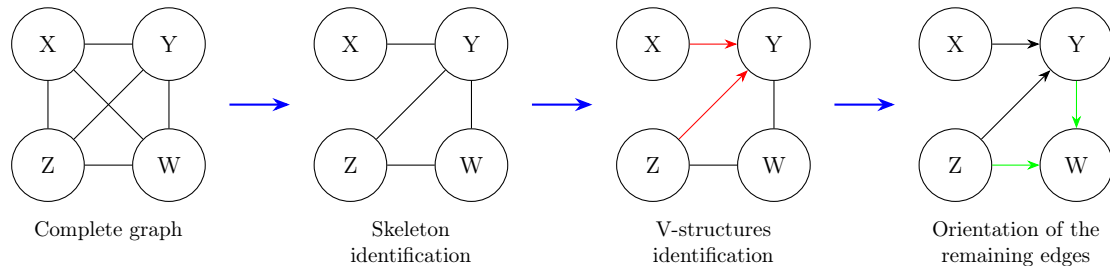 X Y X Y X Y X Y
Z W Z W Z W Z W
Complete graph
Skeleton
identification
V-structures
identification
Orientation of the
remaining edges